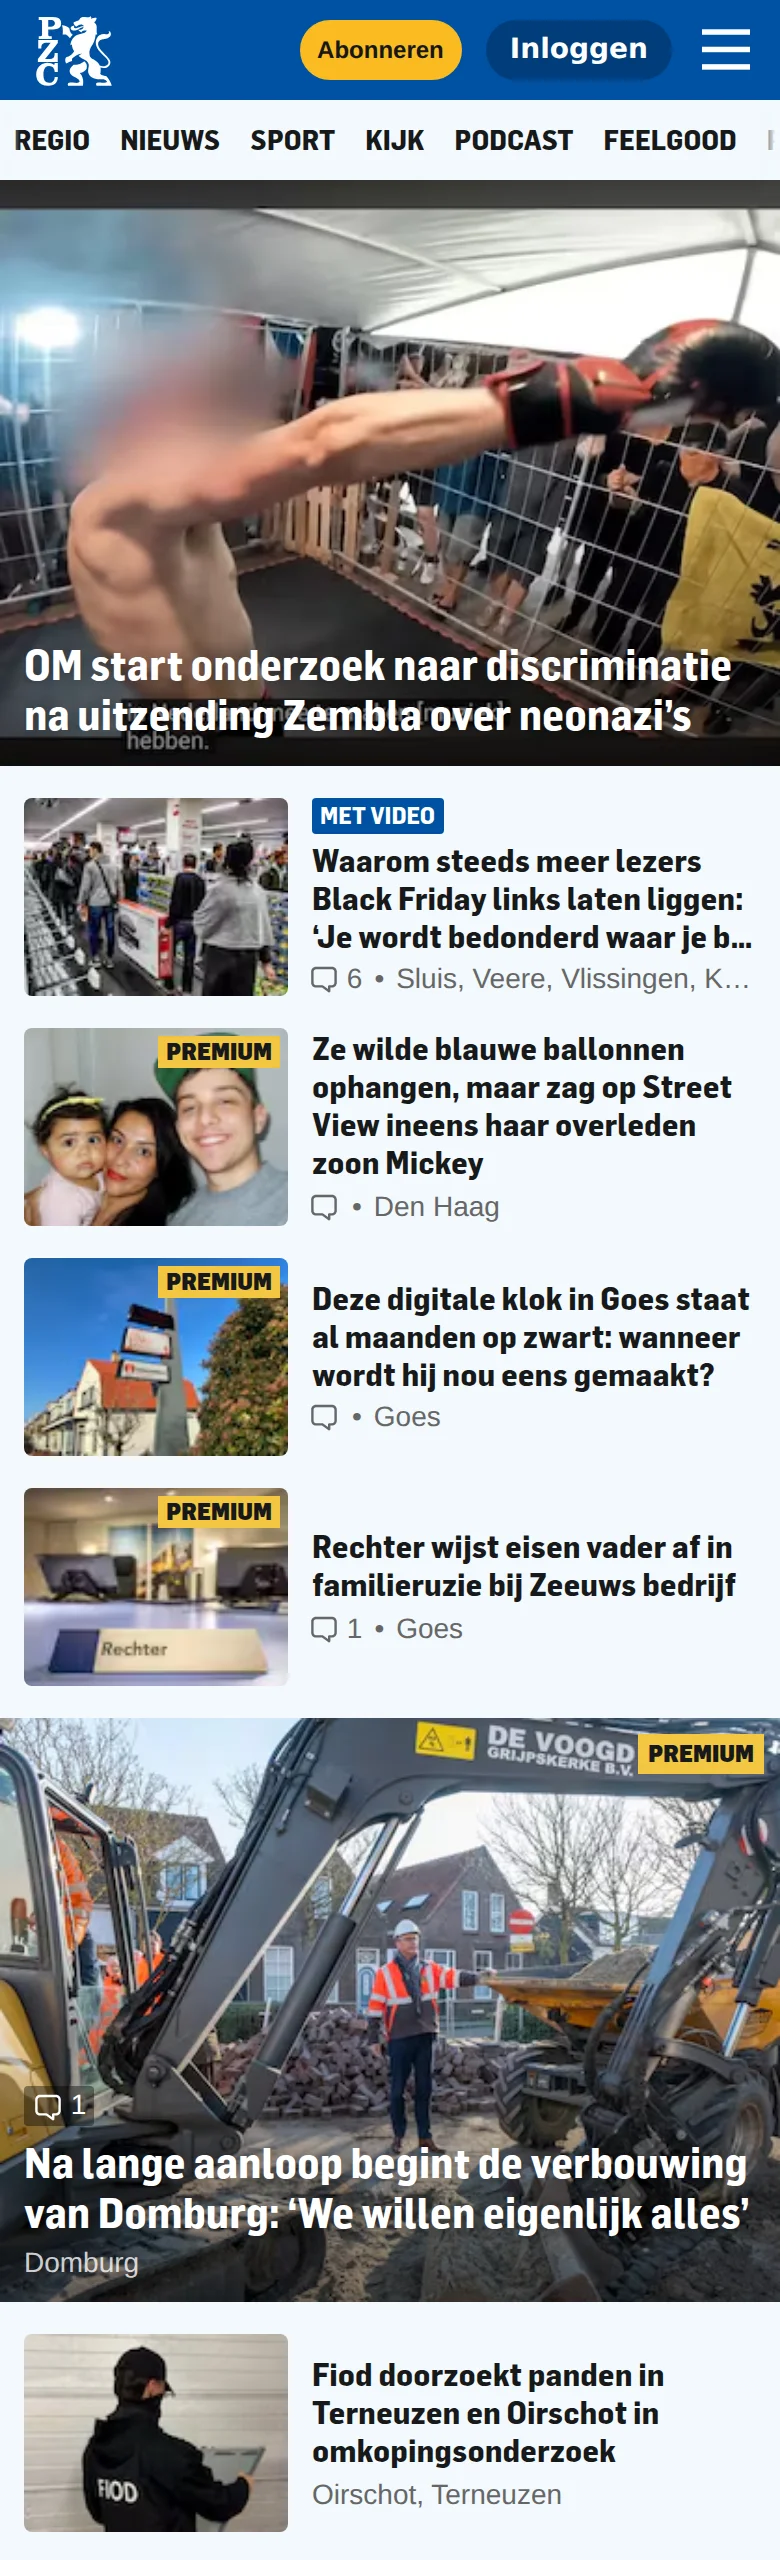 PZC
Abonneren
Inloggen
REGIO NIEUWS SPORT KIJK PODCAST FEELGOOD
OM start onderzoek naar discriminatie
na uitzending Zembla over neonazi’s
hebben.
MET VIDEO
Waarom steeds meer lezers
Black Friday links laten liggen:
‘Je wordt bedonderd waar je b...
6 • Sluis, Veere, Vlissingen, K...
PREMIUM
Ze wilde blauwe ballonnen
ophangen, maar zag op Street
View ineens haar overleden
zoon Mickey
• Den Haag
PREMIUM
Deze digitale klok in Goes staat
al maanden op zwart: wanneer
wordt hij nou eens gemaakt?
• Goes
PREMIUM
Rechter
Rechter wijst eisen vader af in
familieruzie bij Zeeuws bedrijf
1 • Goes
DE VOOGD
GRIJPSKERKE B.V.
PREMIUM
1
Na lange aanloop begint de verbouwing
van Domburg: ‘We willen eigenlijk alles’
Domburg
FIOD
Fiod doorzoekt panden in
Terneuzen en Oirschot in
omkopingsonderzoek
Oirschot, Terneuzen